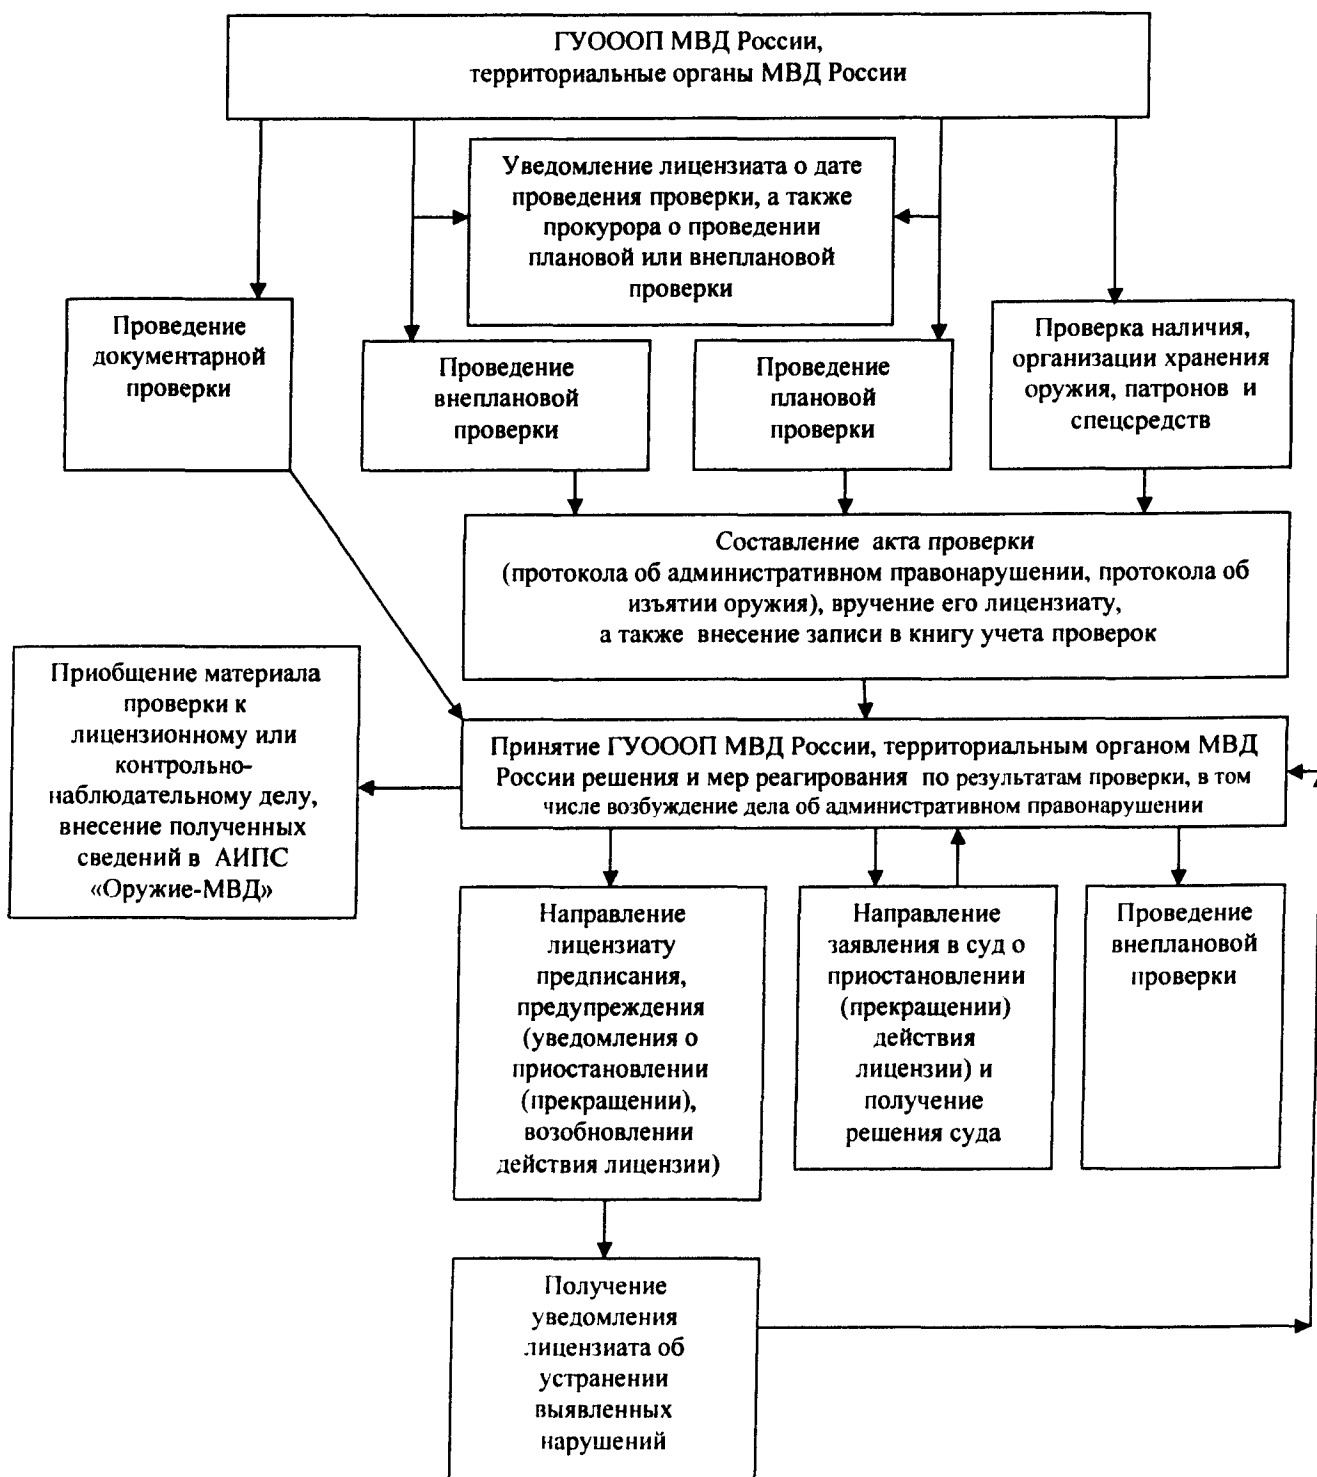 ГУОООП МВД России,
территориальные органы МВД России
Уведомление лицензиата о дате
проведения проверки, а также
прокурора о проведении
плановой или внеплановой
проверки
Проведение
документарной
проверки
Проведение
внеплановой
проверки
Проведение
плановой
проверки
Проверка наличия,
организации хранения
оружия, патронов и
спецсредств
Составление акта проверки
(протокола об административном правонарушении, протокола об
изъятии оружия), вручение его лицензиату,
а также внесение записи в книгу учета проверок
Приобщение материала
проверки к
лицензионному или
контрольно-
наблюдательному делу,
внесение полученных
сведений в АИПС
«Оружие-МВД»
Принятие ГУОООП МВД России, территориальным органом МВД
России решения и мер реагирования по результатам проверки, в том
числе возбуждение дела об административном правонарушении
Направление
лицензиату
предписания,
предупреждения
(уведомления о
приостановлении
(прекращении),
возобновлении
действия лицензии)
Направление
заявления в суд о
приостановлении
(прекращении)
действия
лицензии) и
получение
решения суда
Проведение
внеплановой
проверки
Получение
уведомления
лицензиата об
устранении
выявленных
нарушений